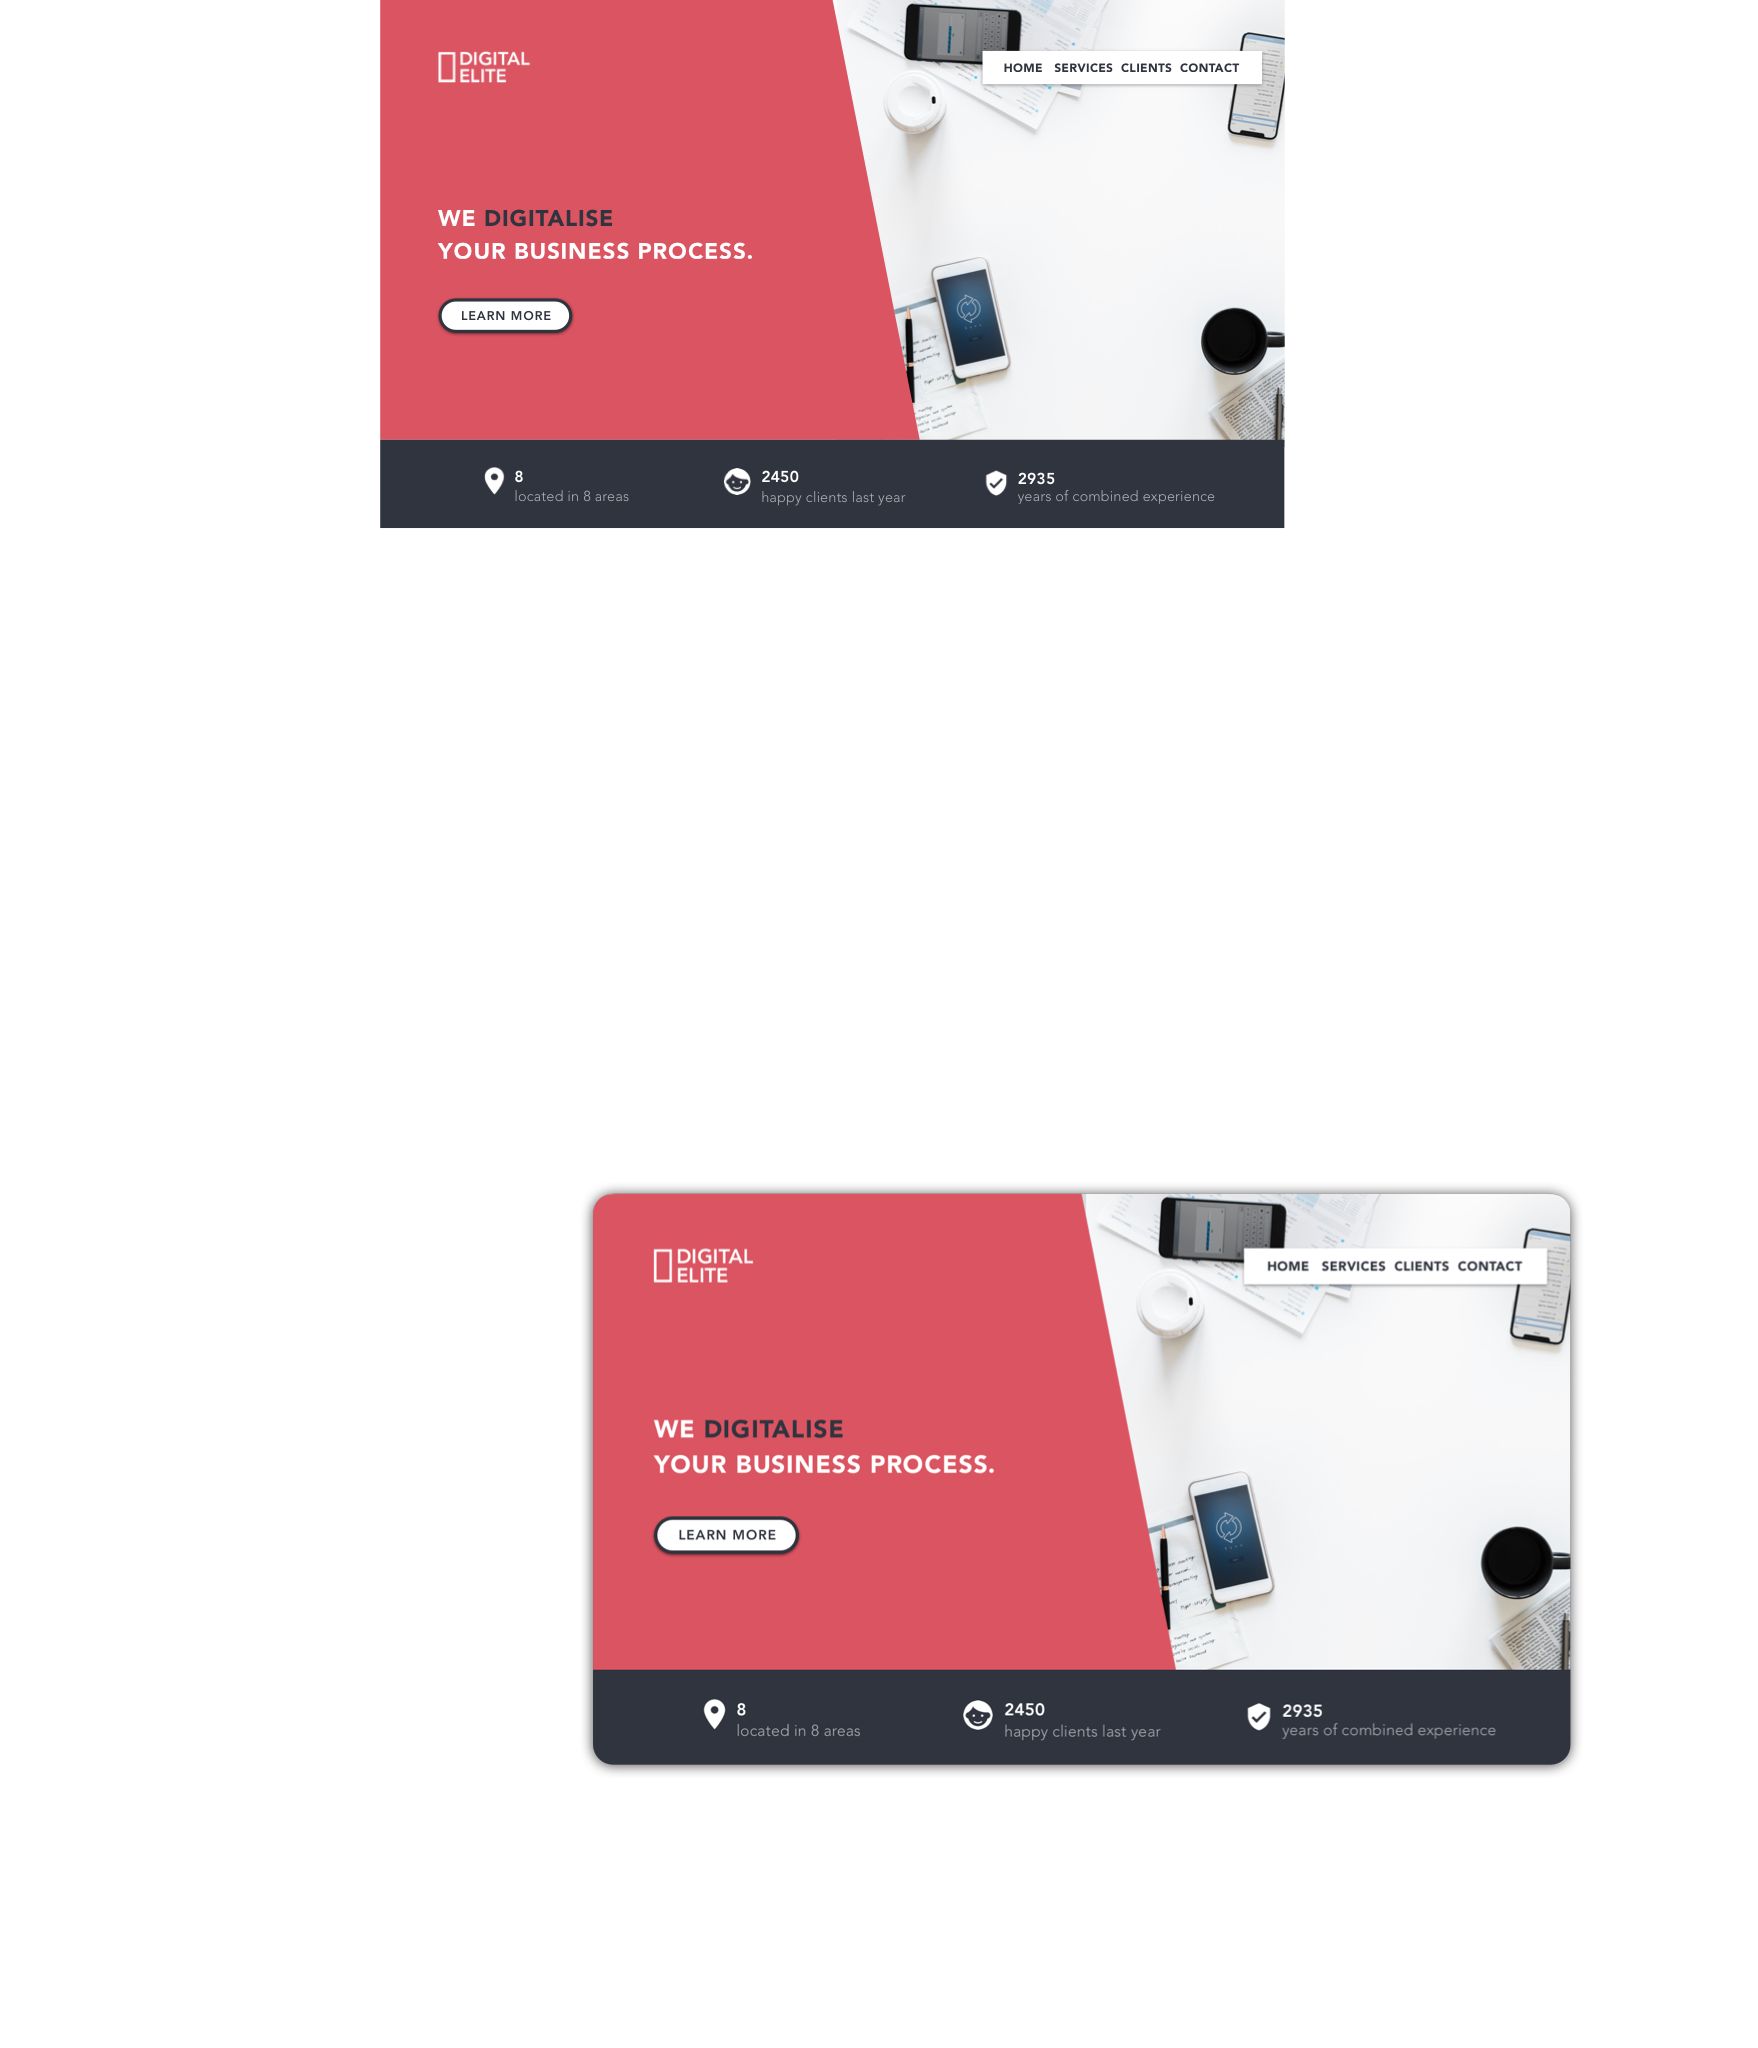 DIGITAL
ELITE
HOME SERVICES CLIENTS CONTACT
WE DIGITALISE
YOUR BUSINESS PROCESS.
LEARN MORE
8
located in 8 areas
2450
happy clients last year
2935
years of combined experience
DIGITAL
ELITE
HOME SERVICES CLIENTS CONTACT
WE DIGITALISE
YOUR BUSINESS PROCESS.
LEARN MORE
8
located in 8 areas
2450
happy clients last year
2935
years of combined experience